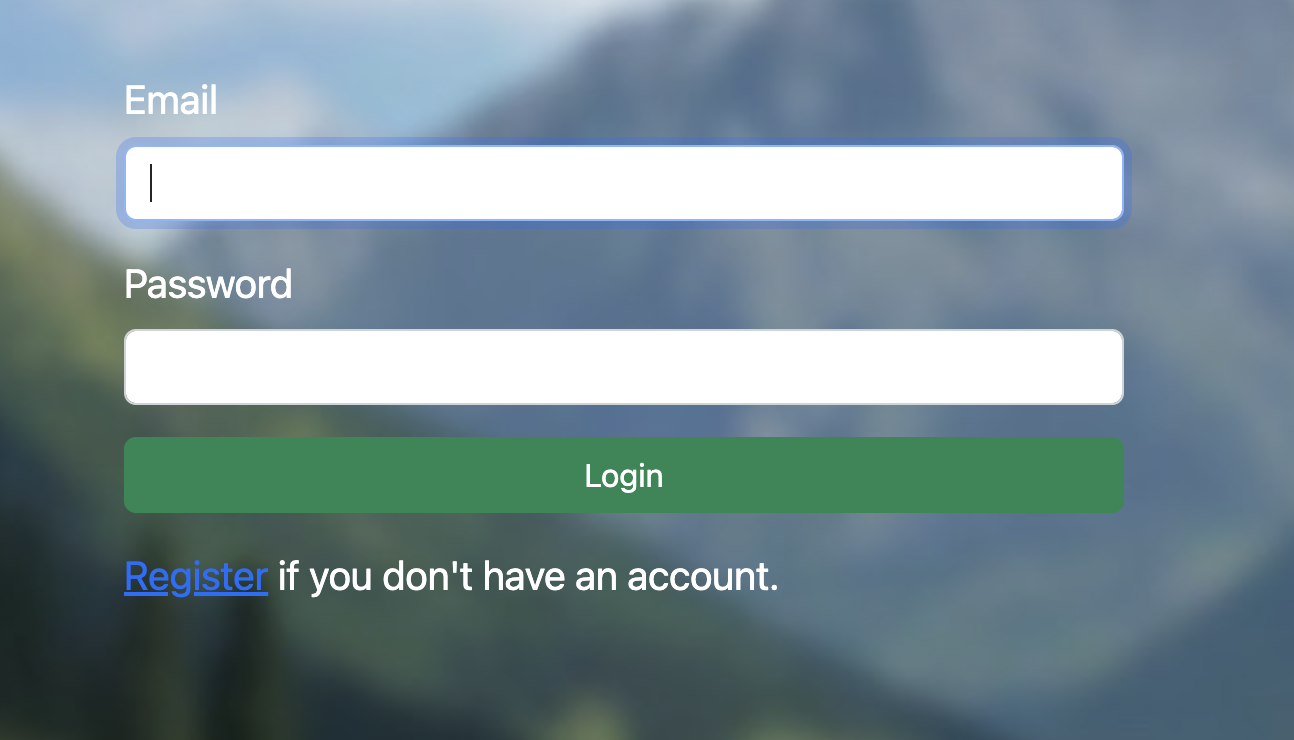 Email
Password
Login
Register if you don't have an account.